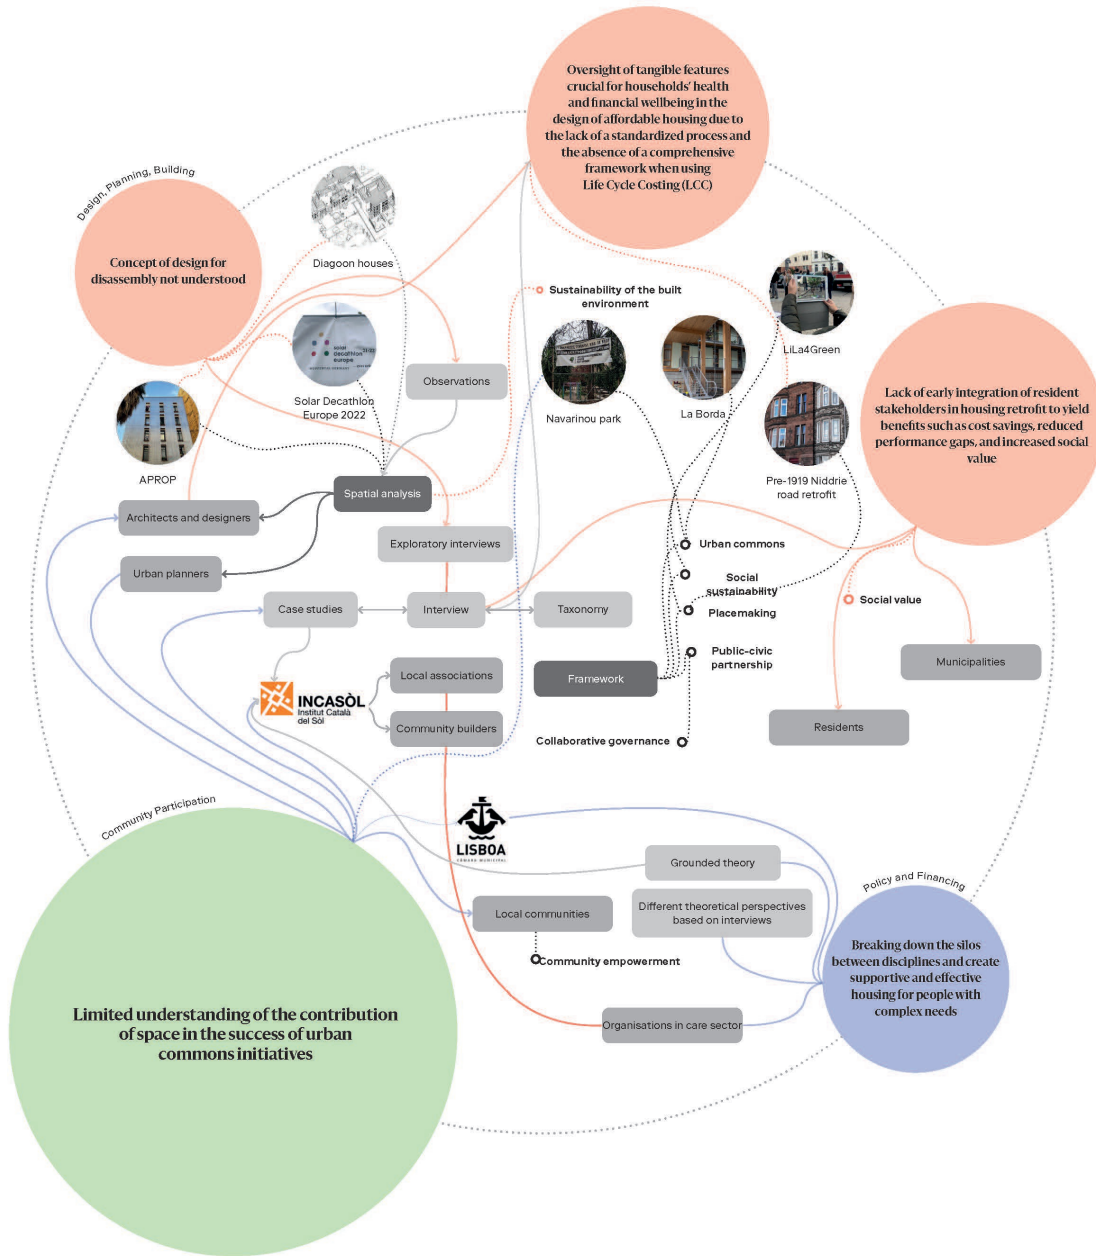 Oversight of tangible features
crucial for households' health
and financial wellbeing in the
design of affordable housing due to
the lack of a standardized process and
the absence of a comprehensive
framework when using
Life Cycle Costing (LCC)
Design, Planning, Building
Concept of design for
disassembly not understood
Diagoon houses
Sustainability of the built
environment
LiLa4Green
solar
decathlon
europe
Solar Decathlon
Europe 2022
Observations
Navarinou park
La Borda
Lack of early integration of resident
stakeholders in housing retrofit to yield
benefits such as cost savings, reduced
performance gaps, and increased social
value
APROP
Pre-1919 Niddrie
road retrofit
Spatial analysis
Architects and designers
Exploratory interviews
Urban commons
Urban planners
Social
sustainability
Case studies
Interview
Taxonomy
Placemaking
Social value
Public-civic
partnership
Municipalities
Local associations
Framework
INCASÒL
Institut Català
del Sòl
Community builders
Residents
Collaborative governance
Community Participation
LISBOA
CÂMARA MUNICIPAL
Grounded theory
Policy and Financing
Different theoretical perspectives
based on interviews
Local communities
Community empowerment
Breaking down the silos
between disciplines and create
supportive and effective
housing for people with
complex needs
Limited understanding of the contribution
of space in the success of urban
commons initiatives
Organisations in care sector